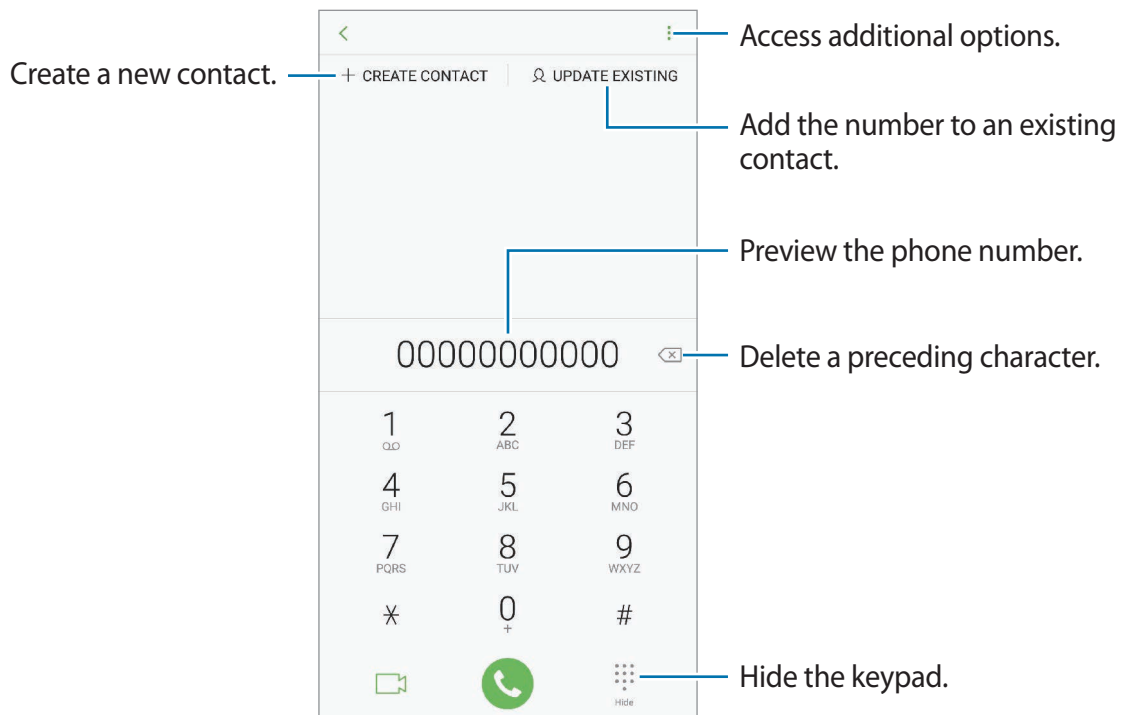 Access additional options.
Create a new contact.
+ CREATE CONTACT
UPDATE EXISTING
Add the number to an existing
contact.
Preview the phone number.
00000000000
Delete a preceding character.
1 2 3
ABC DEF
4 5 6
GHI JKL MNO
7 8 9
PQRS TUV WXYZ
* 0 #
+
Hide the keypad.
Hide